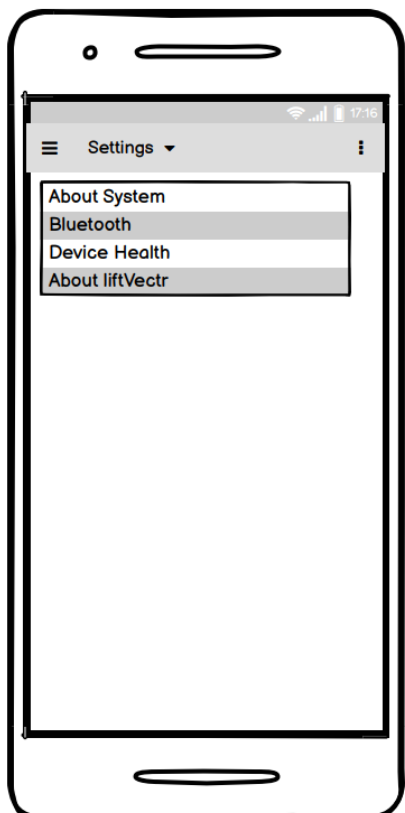 17:16
Settings
About System
Bluetooth
Device Health
About liftVectr